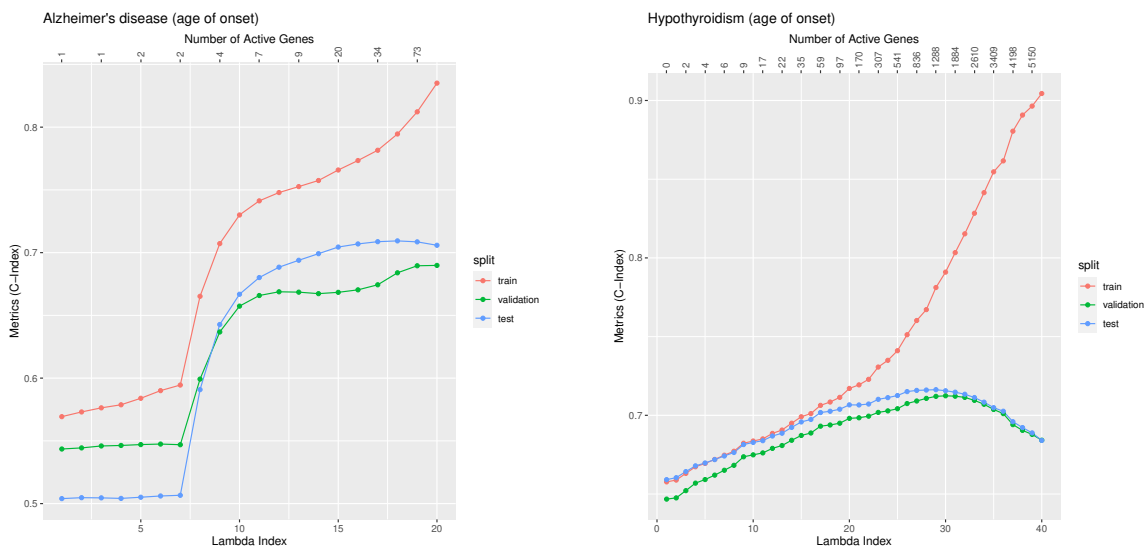 Alzheimer's disease (age of onset)
Number of Active Genes
1 1 2 2 4 7 9 20 34 73
0.8
0.7
0.6
0.5
Metrics (C-Index)
5 10 15 20
Lambda Index
split
train
validation
test
Hypothyroidism (age of onset)
Number of Active Genes
0 2 4 6 9 17 22 35 59 97 170 307 541 836 1288 1884 2610 3409 4198 5150
0.9
0.8
0.7
Metrics (C-Index)
0 10 20 30 40
Lambda Index
split
train
validation
test